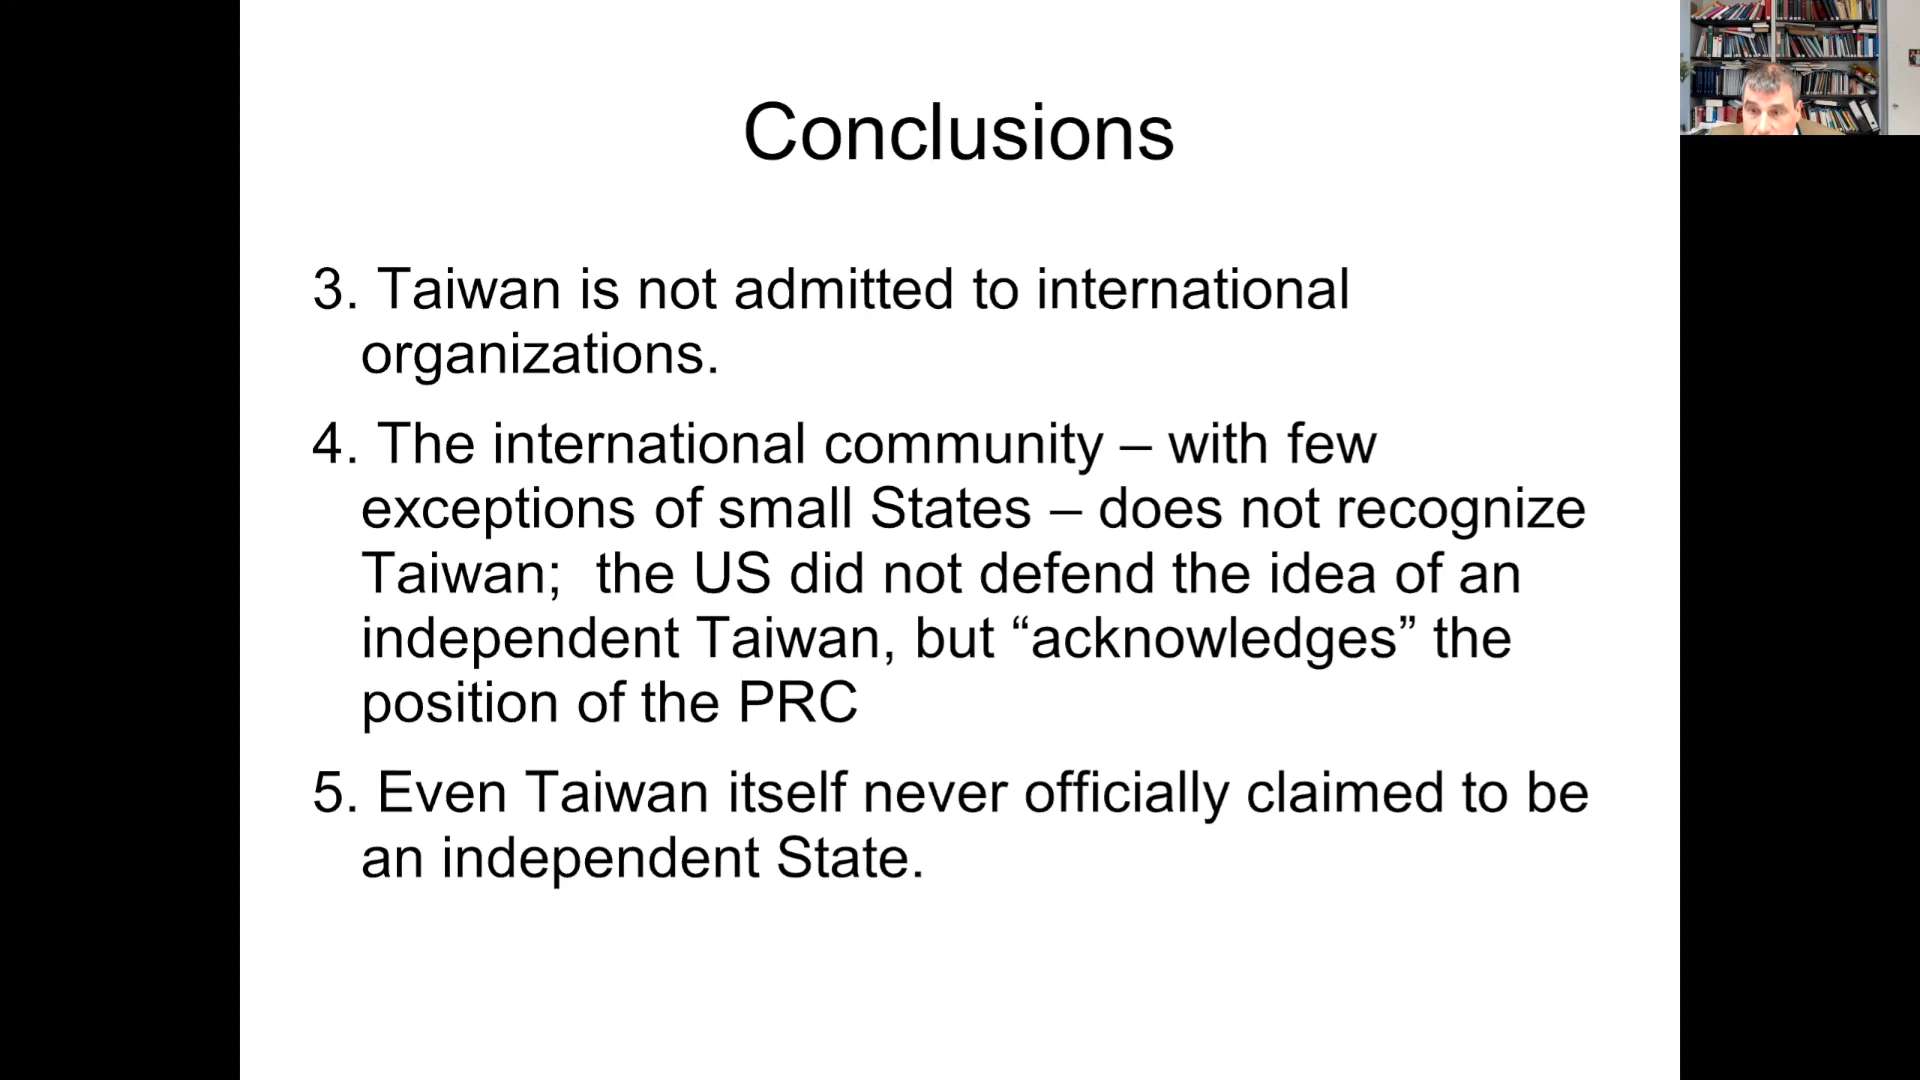 Conclusions
3. Taiwan is not admitted to international
organizations.
4. The international community – with few
exceptions of small States – does not recognize
Taiwan;  the US did not defend the idea of an
independent Taiwan, but “acknowledges” the
position of the PRC
5. Even Taiwan itself never officially claimed to be
an independent State.